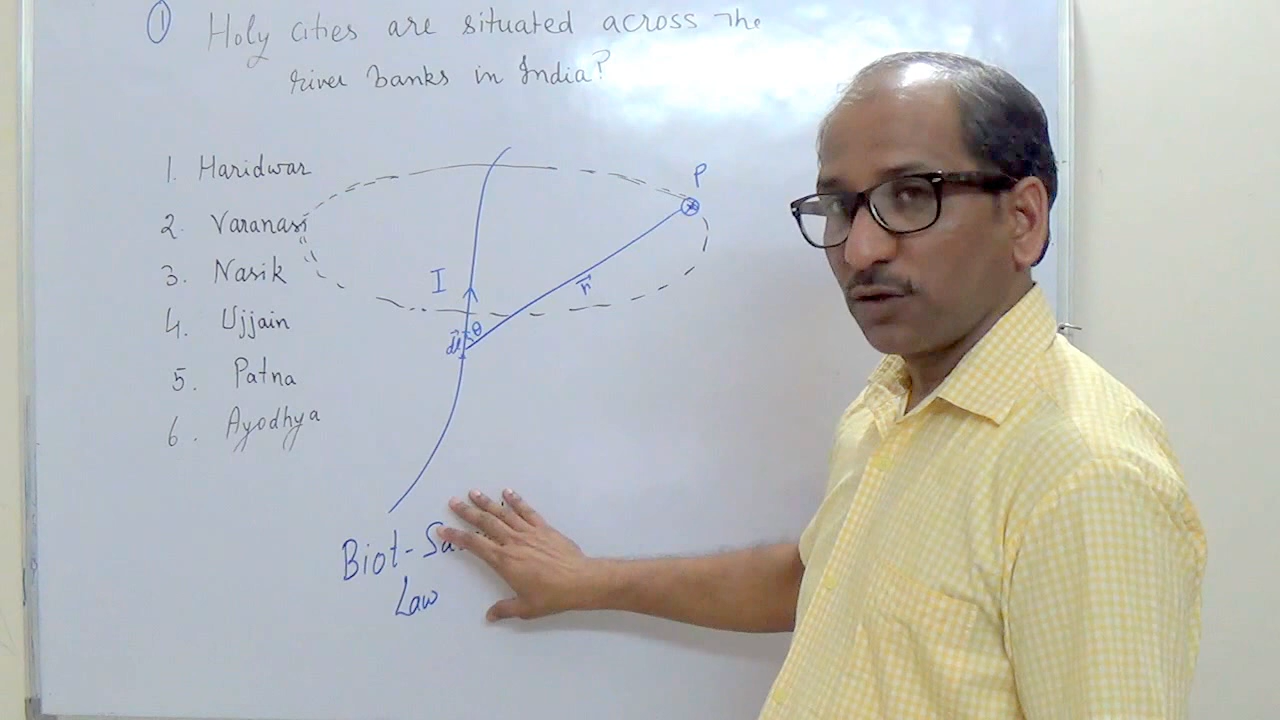 ① Holy cities are situated across the
river banks in India?
1. Haridwar
2. Varanasi
3. Nasik
4. Ujjain
5. Patna
6. Ayodhya
P
I
r⃗
θ
dl⃗
Biot-
Law